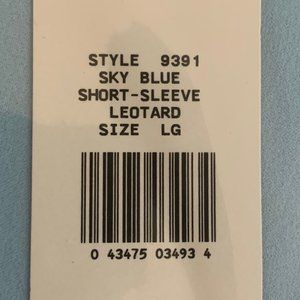 STYLE 9391
SKY BLUE
SHORT-SLEEVE
LEOTARD
SIZE LG
0 43475 03493 4